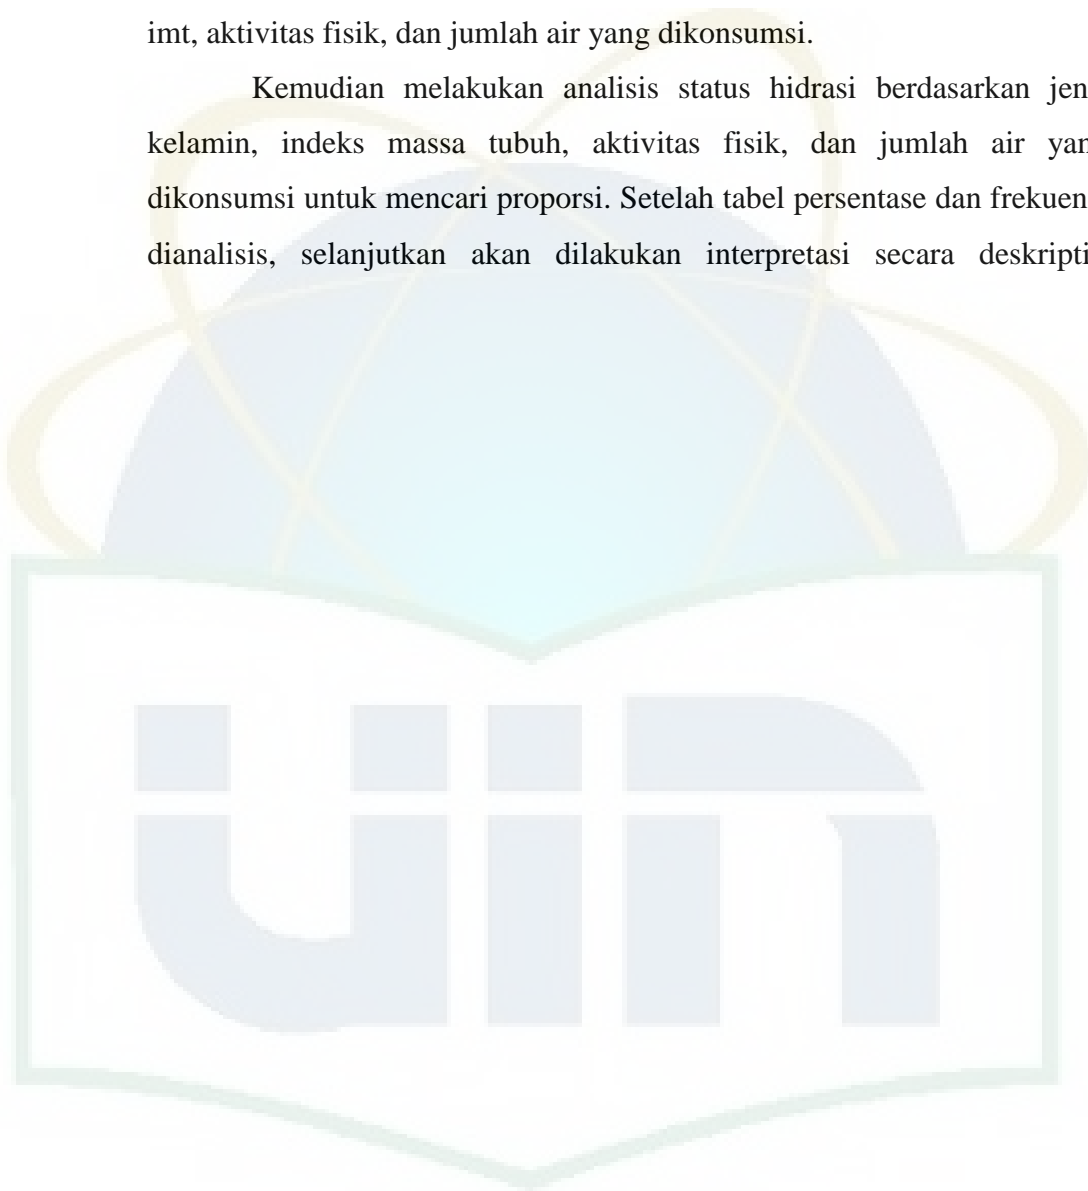 imt, aktivitas fisik, dan jumlah air yang dikonsumsi.
Kemudian melakukan analisis status hidrasi berdasarkan jen
kelamin, indeks massa tubuh, aktivitas fisik, dan jumlah air yan
dikonsumsi untuk mencari proporsi. Setelah tabel persentase dan frekuen
dianalisis, selanjutkan akan dilakukan interpretasi secara deskripti
uin